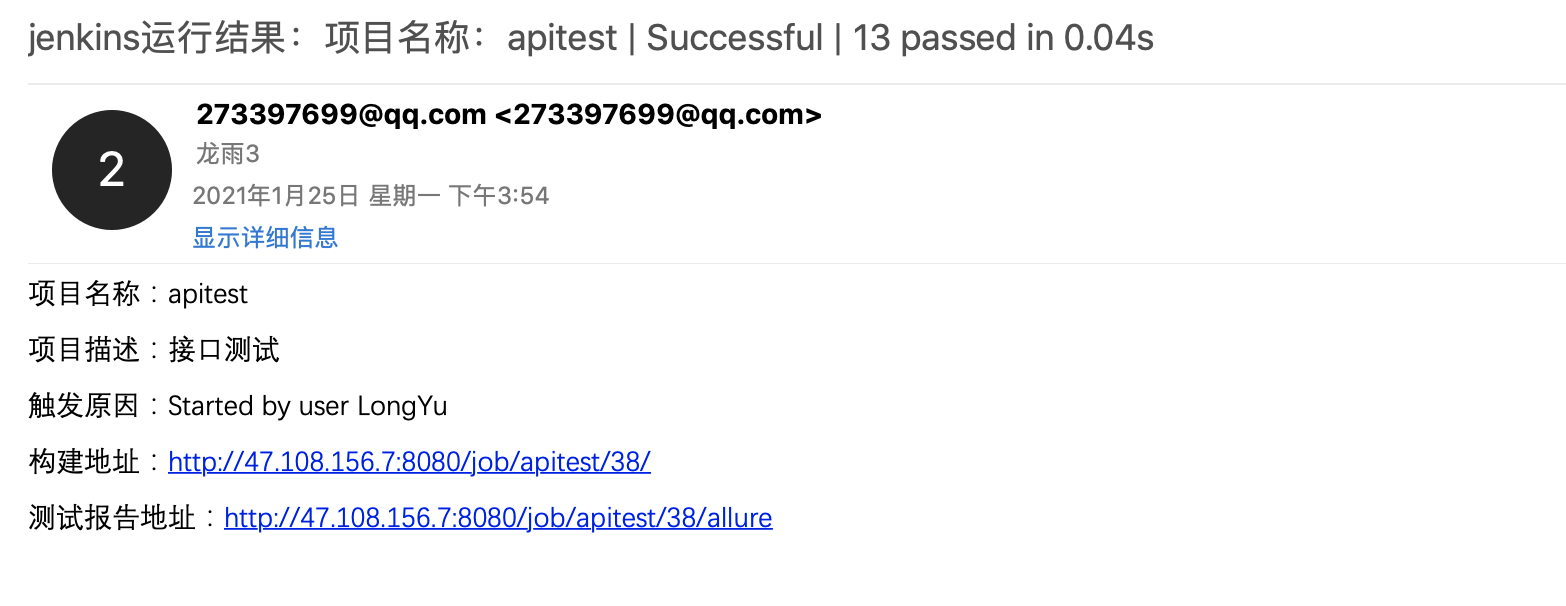 jenkins运行结果：项目名称：apitest | Successful | 13 passed in 0.04s
2
273397699@qq.com <273397699@qq.com>
龙雨3
2021年1月25日 星期一 下午3:54
显示详细信息
项目名称：apitest
项目描述：接口测试
触发原因：Started by user LongYu
构建地址：http://47.108.156.7:8080/job/apitest/38/
测试报告地址：http://47.108.156.7:8080/job/apitest/38/allure